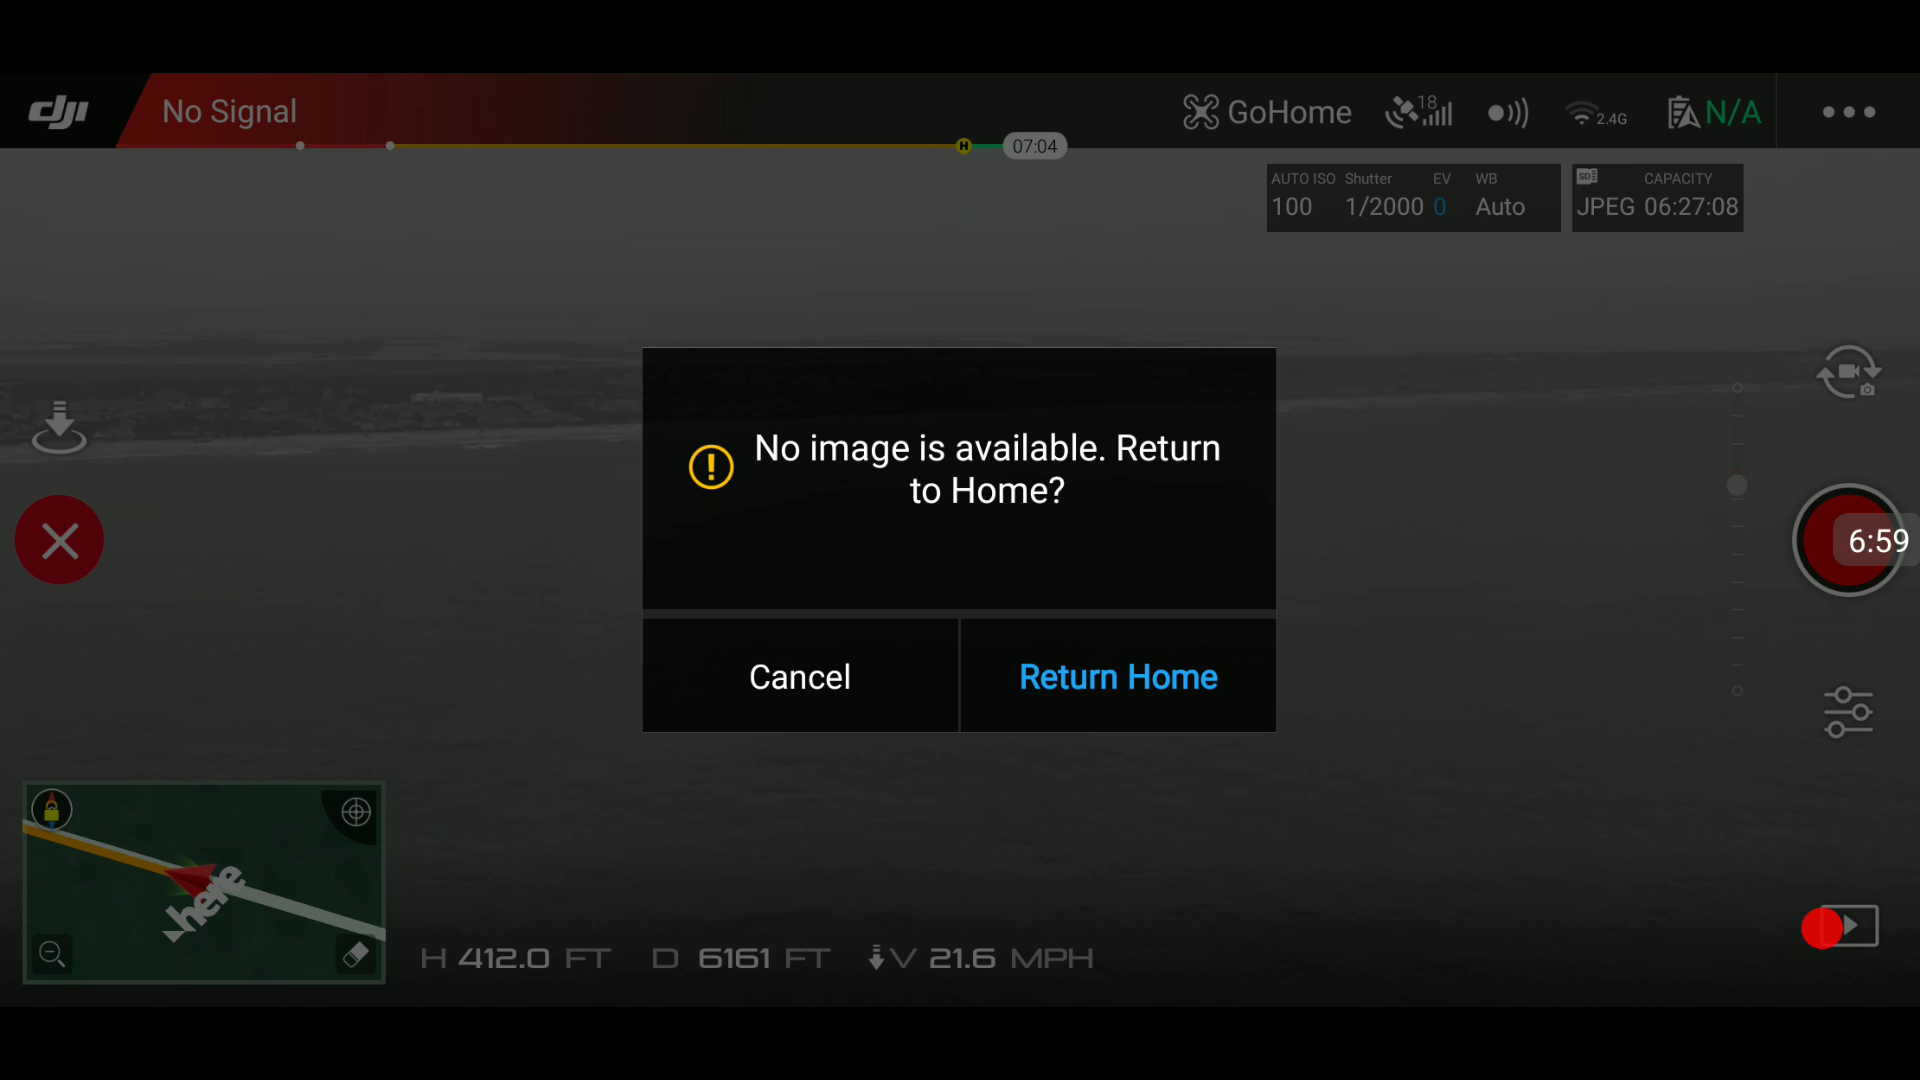 dji
No Signal
GoHome
18
2.4G
N/A
07:04
H
AUTO ISO Shutter EV WB
100 1/2000 0 Auto
SD CAPACITY
JPEG 06:27:08
No image is available. Return
to Home?
6:59
Cancel
Return Home
here
H 412.0 FT D 6161 FT V 21.6 MPH